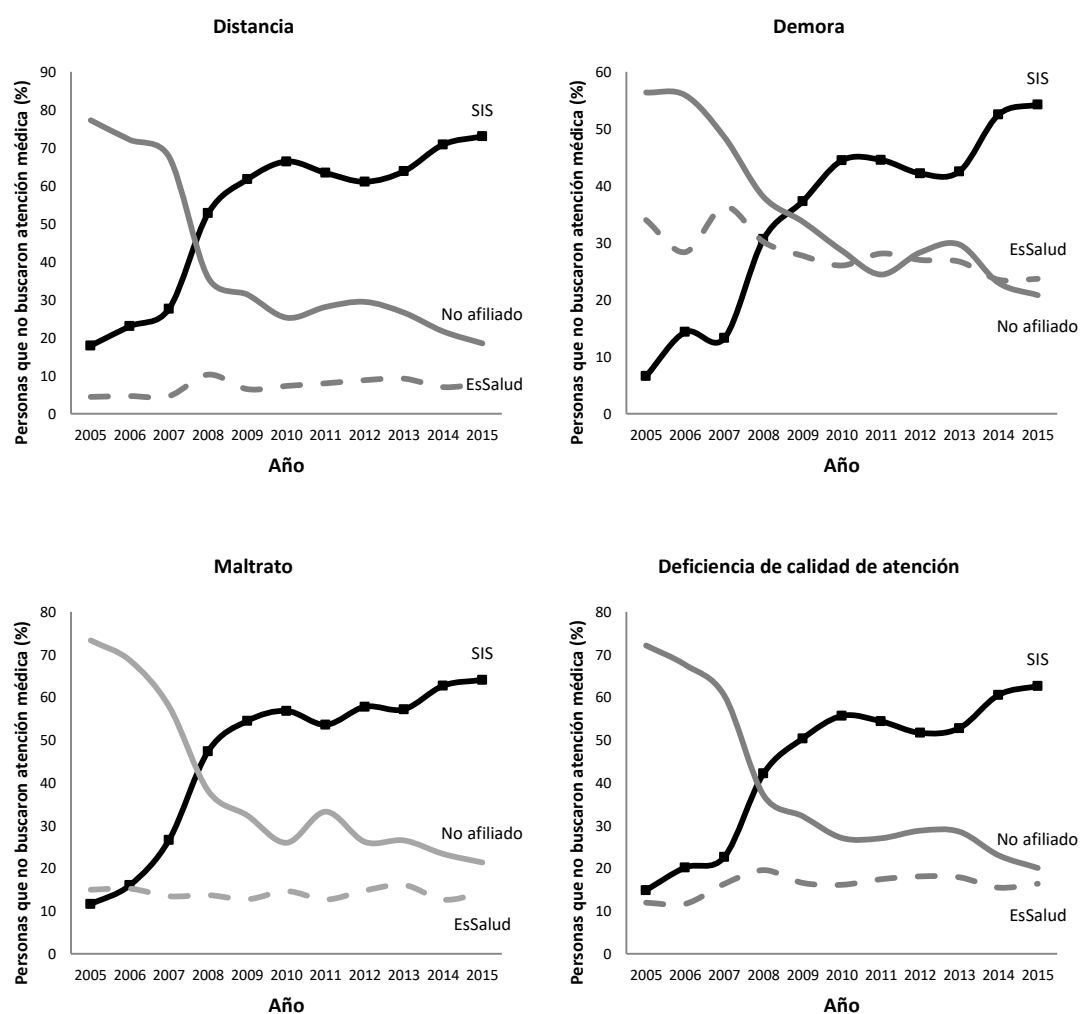 Distancia
Personas que no buscaron atención médica (%)
90
80
70
60
50
40
30
20
10
0
SIS
No afiliado
EsSalud
2005 2006 2007 2008 2009 2010 2011 2012 2013 2014 2015
Año
Demora
Personas que no buscaron atención médica (%)
60
50
40
30
20
10
0
SIS
EsSalud
No afiliado
2005 2006 2007 2008 2009 2010 2011 2012 2013 2014 2015
Año
Maltrato
Personas que no buscaron atención médica (%)
80
70
60
50
40
30
20
10
0
SIS
No afiliado
EsSalud
2005 2006 2007 2008 2009 2010 2011 2012 2013 2014 2015
Año
Deficiencia de calidad de atención
Personas que no buscaron atención médica (%)
80
70
60
50
40
30
20
10
0
SIS
No afiliado
EsSalud
2005 2006 2007 2008 2009 2010 2011 2012 2013 2014 2015
Año